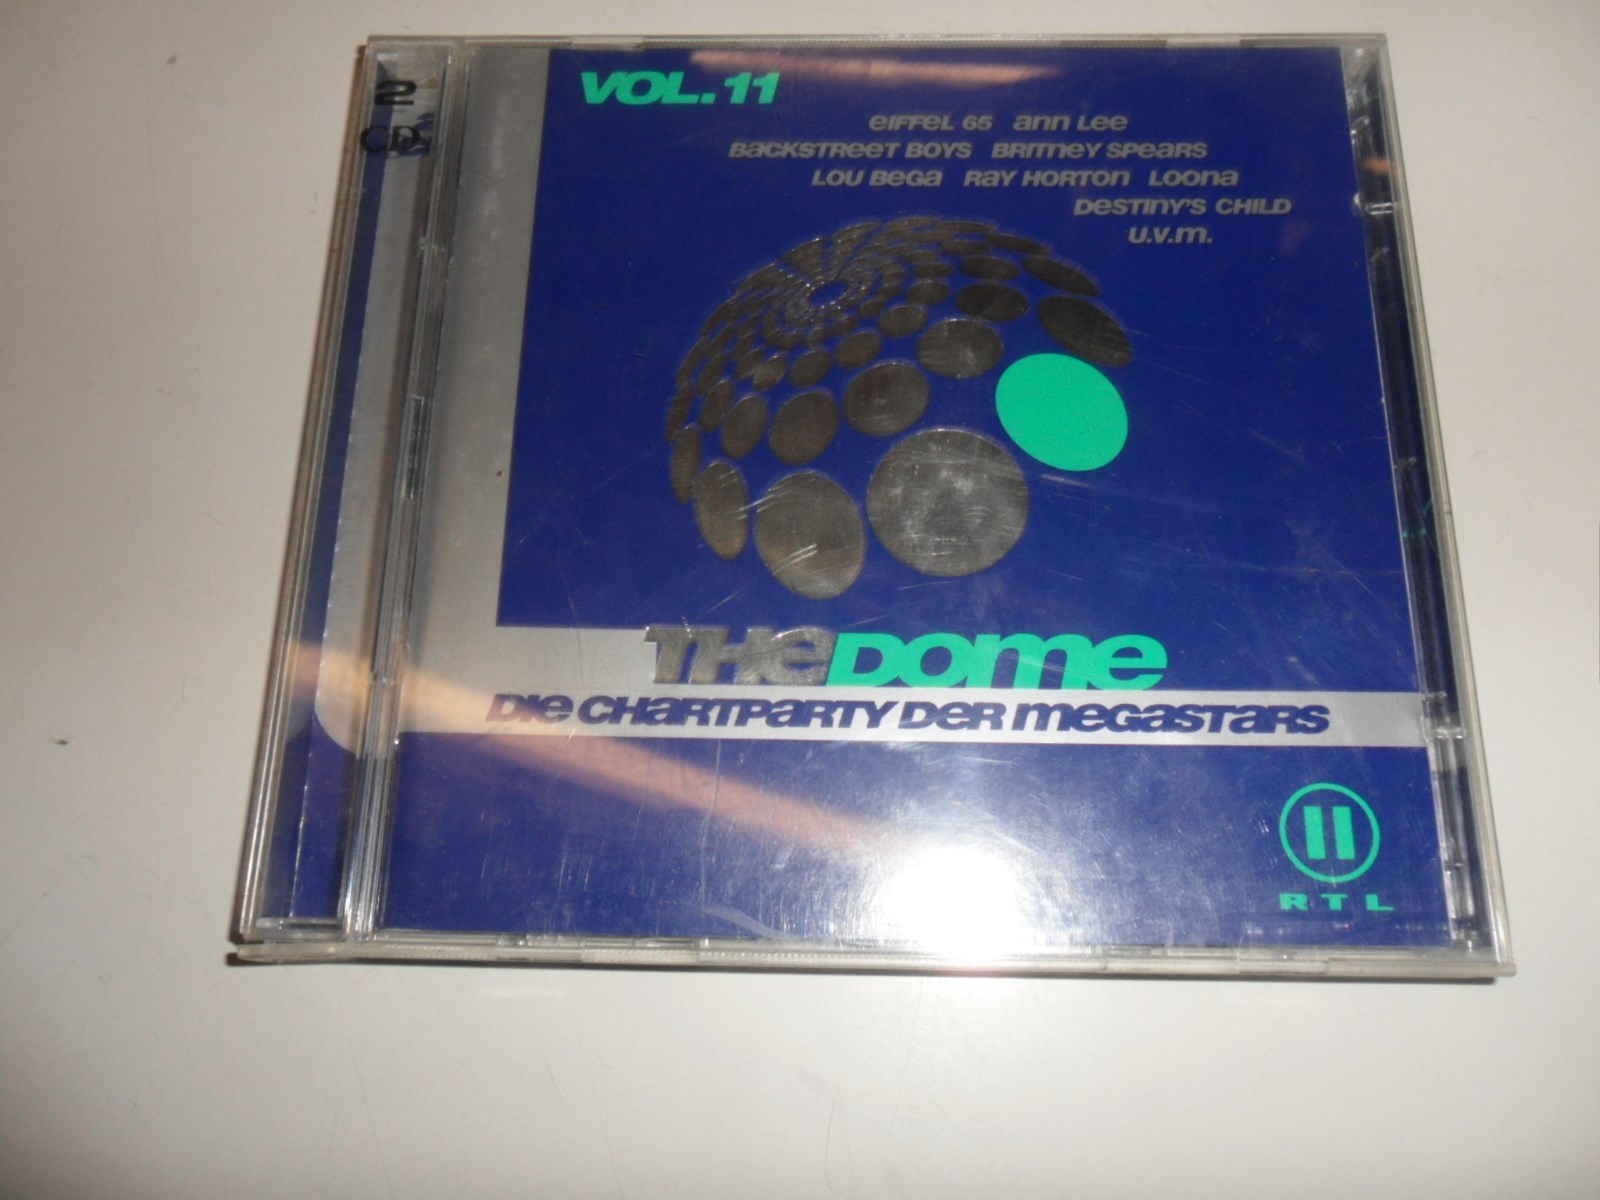 2
CDs
VOL. 11
EIFFEL 65 ANN LEE
BACKSTREET BOYS BRITNEY SPEARS
LOU BEGA RAY HORTON LOONA
DESTINY'S CHILD
U.V.M.
THE DOME
DIE CHARTPARTY DER MEGASTARS
II
RTL